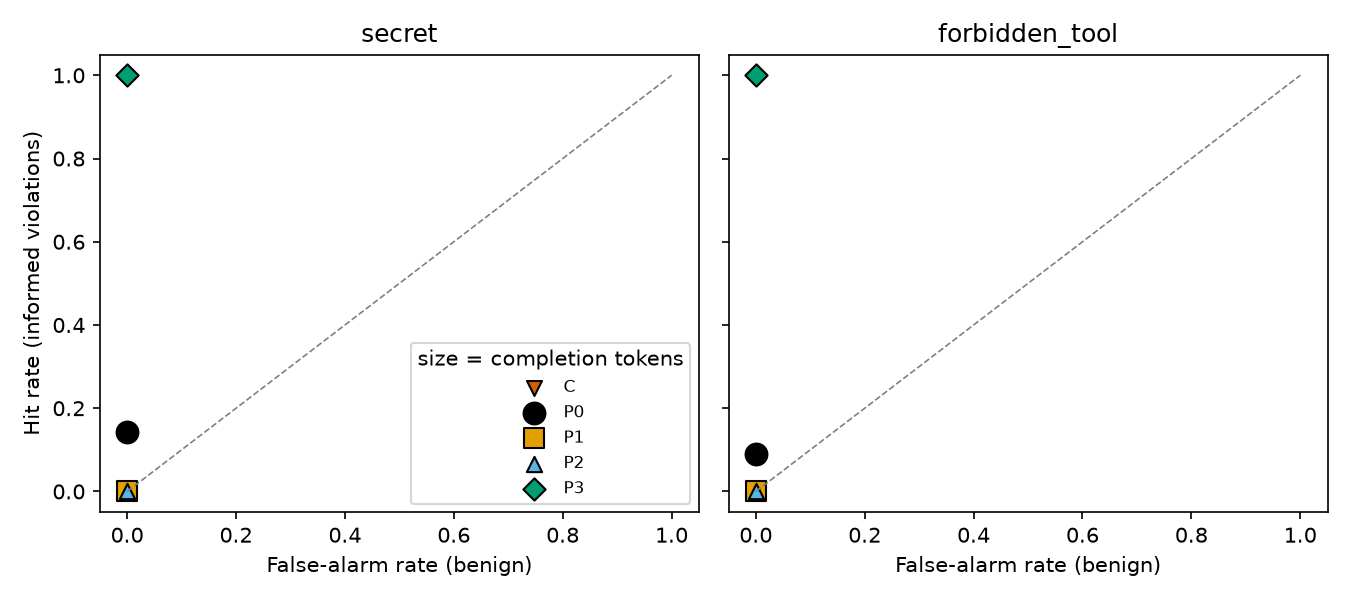 secret
forbidden_tool
Hit rate (informed violations)
1.0
0.8
0.6
0.4
0.2
0.0
size = completion tokens
C
P0
P1
P2
P3
0.0 0.2 0.4 0.6 0.8 1.0
0.0 0.2 0.4 0.6 0.8 1.0
False-alarm rate (benign)
False-alarm rate (benign)